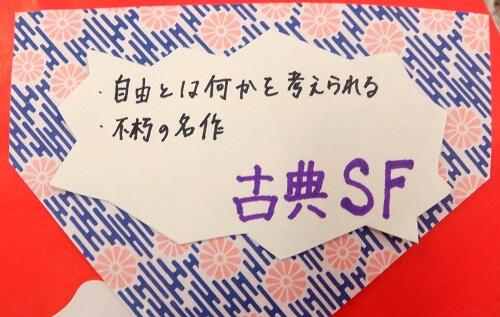 ・自由とは何かを考えられる
・不朽の名作
古典SF